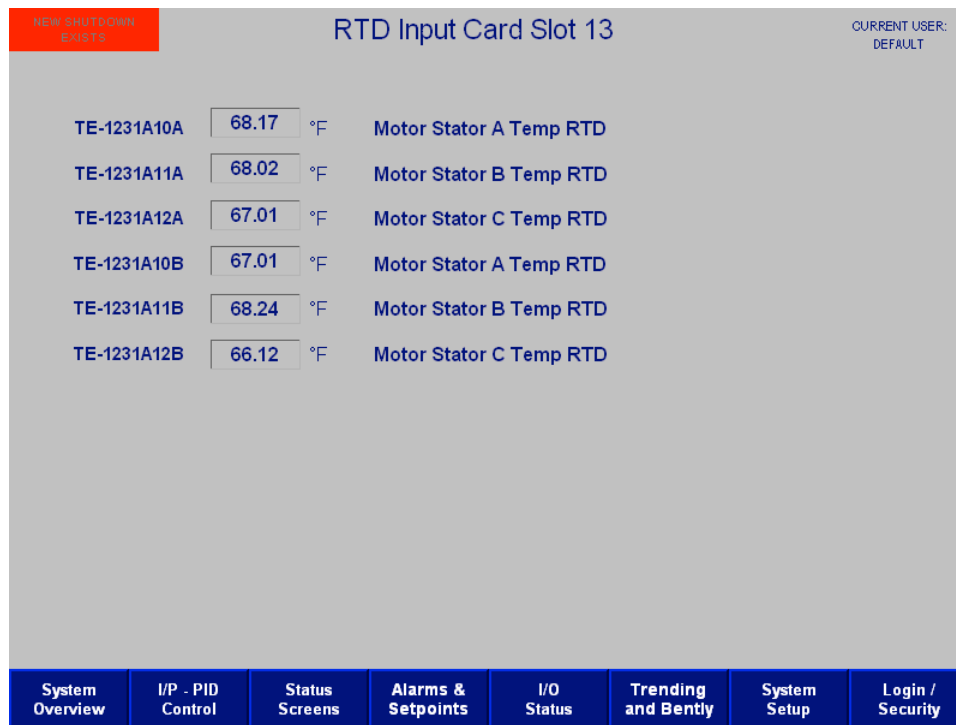 NEW SHUTDOWN
EXISTS
RTD Input Card Slot 13
CURRENT USER:
DEFAULT
TE-1231A10A 68.17 °F Motor Stator A Temp RTD
TE-1231A11A 68.02 °F Motor Stator B Temp RTD
TE-1231A12A 67.01 °F Motor Stator C Temp RTD
TE-1231A10B 67.01 °F Motor Stator A Temp RTD
TE-1231A11B 68.24 °F Motor Stator B Temp RTD
TE-1231A12B 66.12 °F Motor Stator C Temp RTD
System
Overview
I/P - PID
Control
Status
Screens
Alarms &
Setpoints
I/O
Status
Trending
and Bently
System
Setup
Login /
Security